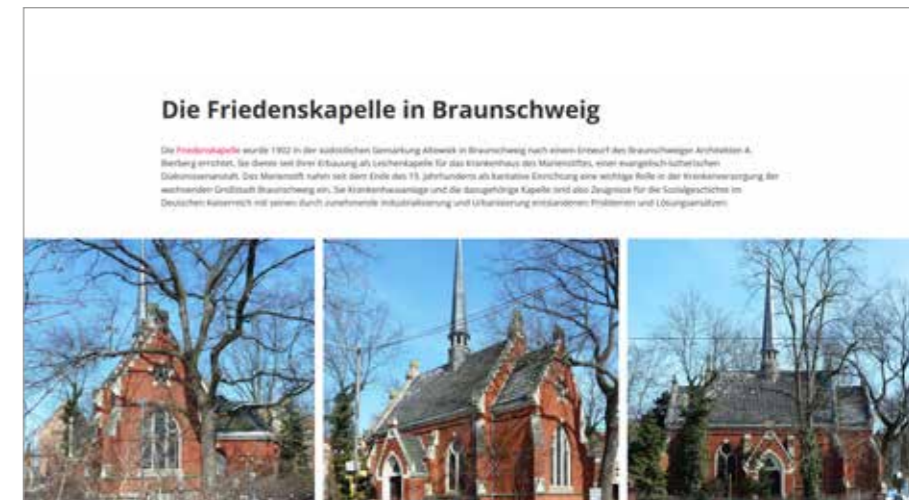 Die Friedenskapelle in Braunschweig
Die Friedenskapelle wurde 1902 in der südöstlichen Gemarkung Altewiek in Braunschweig nach einem Entwurf des Braunschweiger Architekten A.
Bierberg errichtet. Sie diente seit ihrer Erbauung als Leichenkapelle für das Krankenhaus des Marienstiftes, einer evangelisch-lutherischen
Diakonissenanstalt. Das Marienstift nahm seit dem Ende des 19. Jahrhunderts als karitative Einrichtung eine wichtige Rolle in der Krankenversorgung der
wachsenden Großstadt Braunschweig ein. Die Krankenhausanlage und die dazugehörige Kapelle sind also Zeugnisse für die Sozialgeschichte im
Deutschen Kaiserreich mit seinen durch zunehmende Industrialisierung und Urbanisierung entstandenen Problemen und Lösungsansätzen.